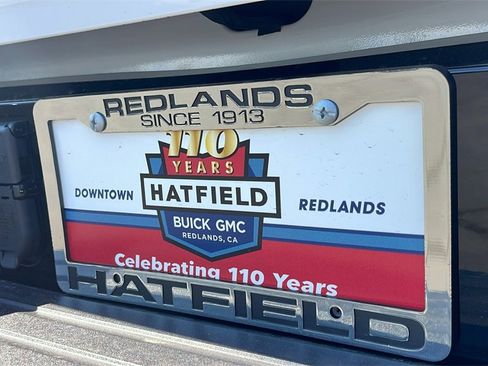 REDLANDS
SINCE 1913
110
YEARS
DOWNTOWN HATFIELD REDLANDS
BUICK GMC
REDLANDS, CA
Celebrating 110 Years
HATFIELD